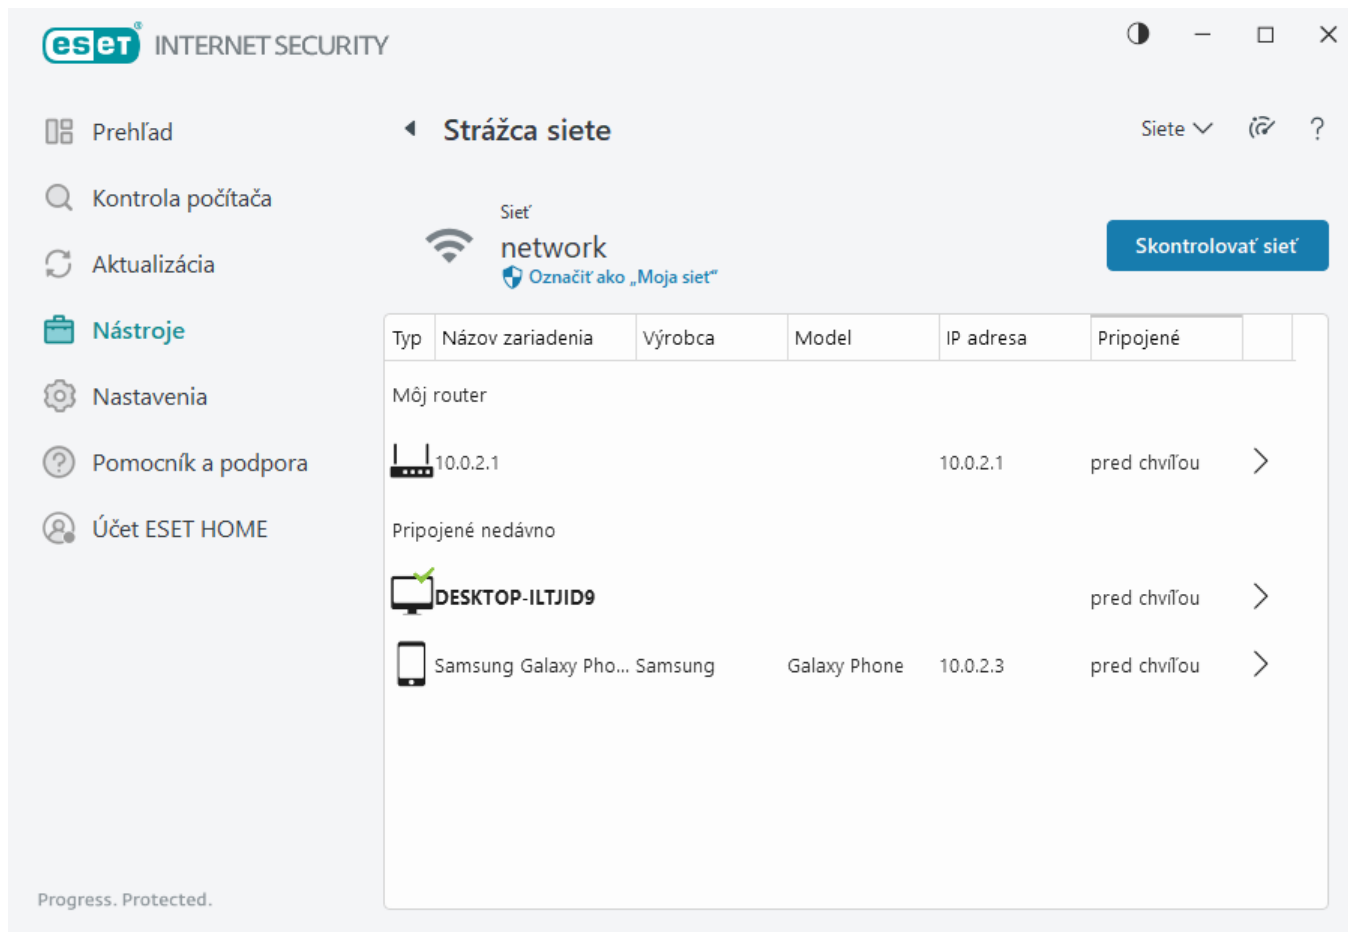 eset® INTERNET SECURITY
Prehľad
Kontrola počítača
Aktualizácia
Nástroje
Nastavenia
Pomocník a podpora
Účet ESET HOME
Progress. Protected.
Strážca siete
Siete
?
Sieť
network
Označiť ako „Moja sieť“
Skontrolovať sieť
Typ Názov zariadenia Výrobca Model IP adresa Pripojené
Môj router
10.0.2.1 10.0.2.1 pred chvíľou
Pripojené nedávno
DESKTOP-ILTJID9 pred chvíľou
Samsung Galaxy Pho... Samsung Galaxy Phone 10.0.2.3 pred chvíľou